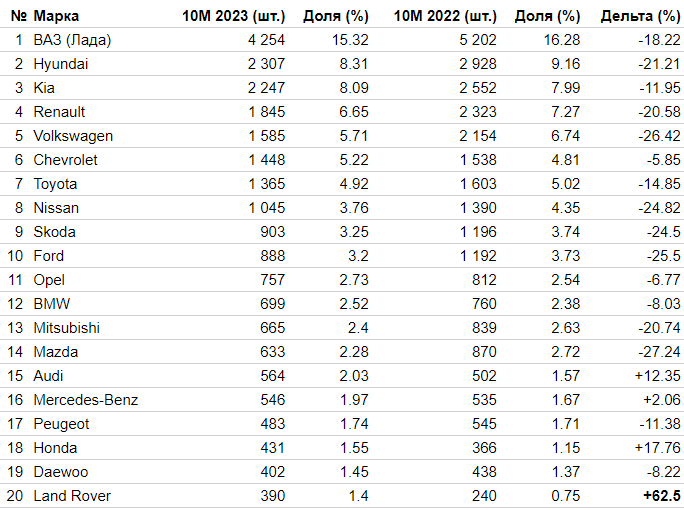 № Марка 10М 2023 (шт.) Доля (%) 10М 2022 (шт.) Доля (%) Дельта (%)
1 ВАЗ (Лада) 4 254 15.32 5 202 16.28 -18.22
2 Hyundai 2 307 8.31 2 928 9.16 -21.21
3 Kia 2 247 8.09 2 552 7.99 -11.95
4 Renault 1 845 6.65 2 323 7.27 -20.58
5 Volkswagen 1 585 5.71 2 154 6.74 -26.42
6 Chevrolet 1 448 5.22 1 538 4.81 -5.85
7 Toyota 1 365 4.92 1 603 5.02 -14.85
8 Nissan 1 045 3.76 1 390 4.35 -24.82
9 Skoda 903 3.25 1 196 3.74 -24.5
10 Ford 888 3.2 1 192 3.73 -25.5
11 Opel 757 2.73 812 2.54 -6.77
12 BMW 699 2.52 760 2.38 -8.03
13 Mitsubishi 665 2.4 839 2.63 -20.74
14 Mazda 633 2.28 870 2.72 -27.24
15 Audi 564 2.03 502 1.57 +12.35
16 Mercedes-Benz 546 1.97 535 1.67 +2.06
17 Peugeot 483 1.74 545 1.71 -11.38
18 Honda 431 1.55 366 1.15 +17.76
19 Daewoo 402 1.45 438 1.37 -8.22
20 Land Rover 390 1.4 240 0.75 +62.5